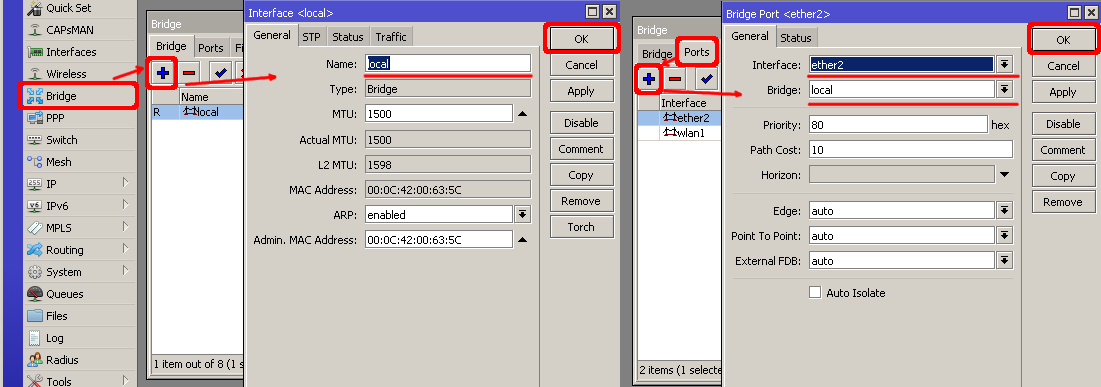 Quick Set
CAPsMAN
Interfaces
Wireless
Bridge
PPP
Switch
Mesh
IP
IPv6
MPLS
Routing
System
Queues
Files
Log
Radius
Tools
Bridge
Bridge Ports Fi
Name
R local
1 item out of 8 (1 s
Interface <local>
General STP Status Traffic
Name: local
Type: Bridge
MTU: 1500
Actual MTU: 1500
L2 MTU: 1598
MAC Address: 00:0C:42:00:63:5C
ARP: enabled
Admin. MAC Address: 00:0C:42:00:63:5C
OK
Cancel
Apply
Disable
Comment
Copy
Remove
Torch
Bridge
Bridge Ports
Interface
ether2
wlan1
2 items (1 selecte
Bridge Port <ether2>
General Status
Interface: ether2
Bridge: local
Priority: 80 hex
Path Cost: 10
Horizon:
Edge: auto
Point To Point: auto
External FDB: auto
Auto Isolate
OK
Cancel
Apply
Disable
Comment
Copy
Remove